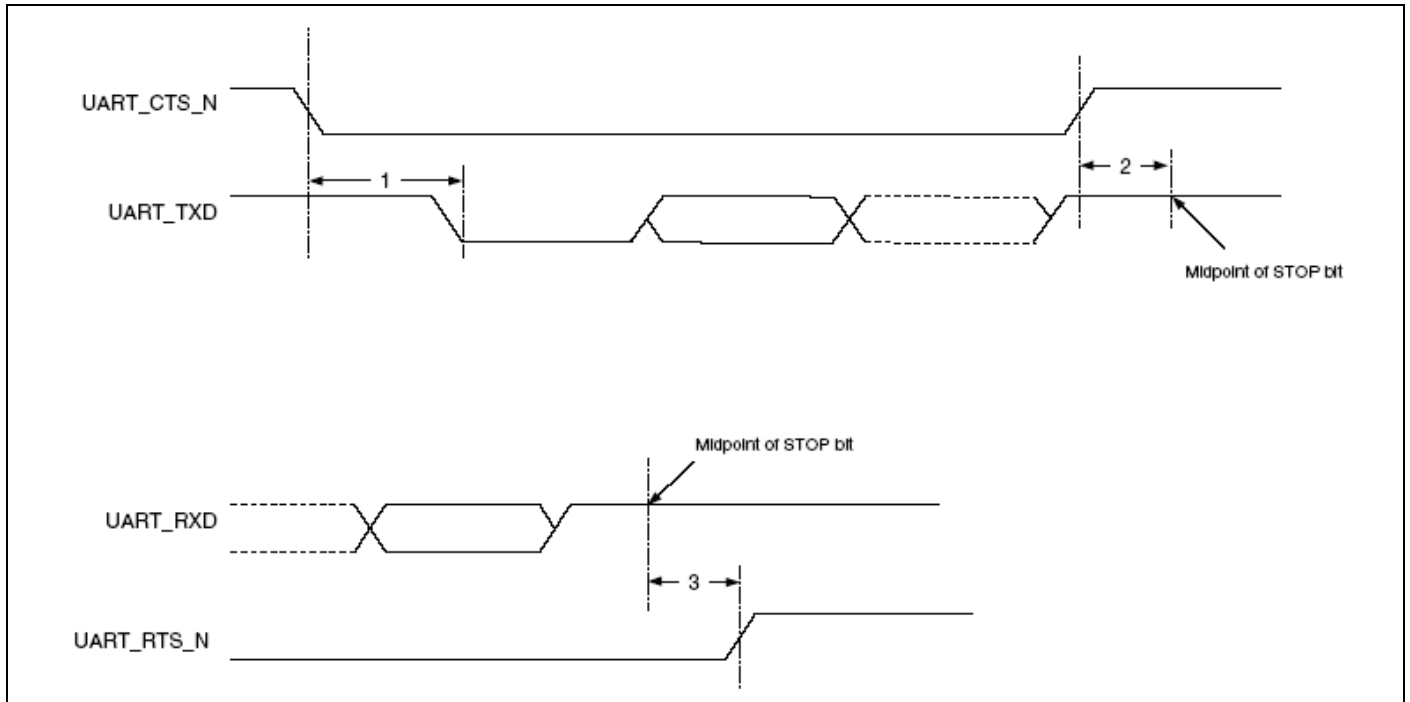 UART_CTS_N
1
2
UART_TXD
Midpoint of STOP bit
Midpoint of STOP bit
UART_RXD
3
UART_RTS_N